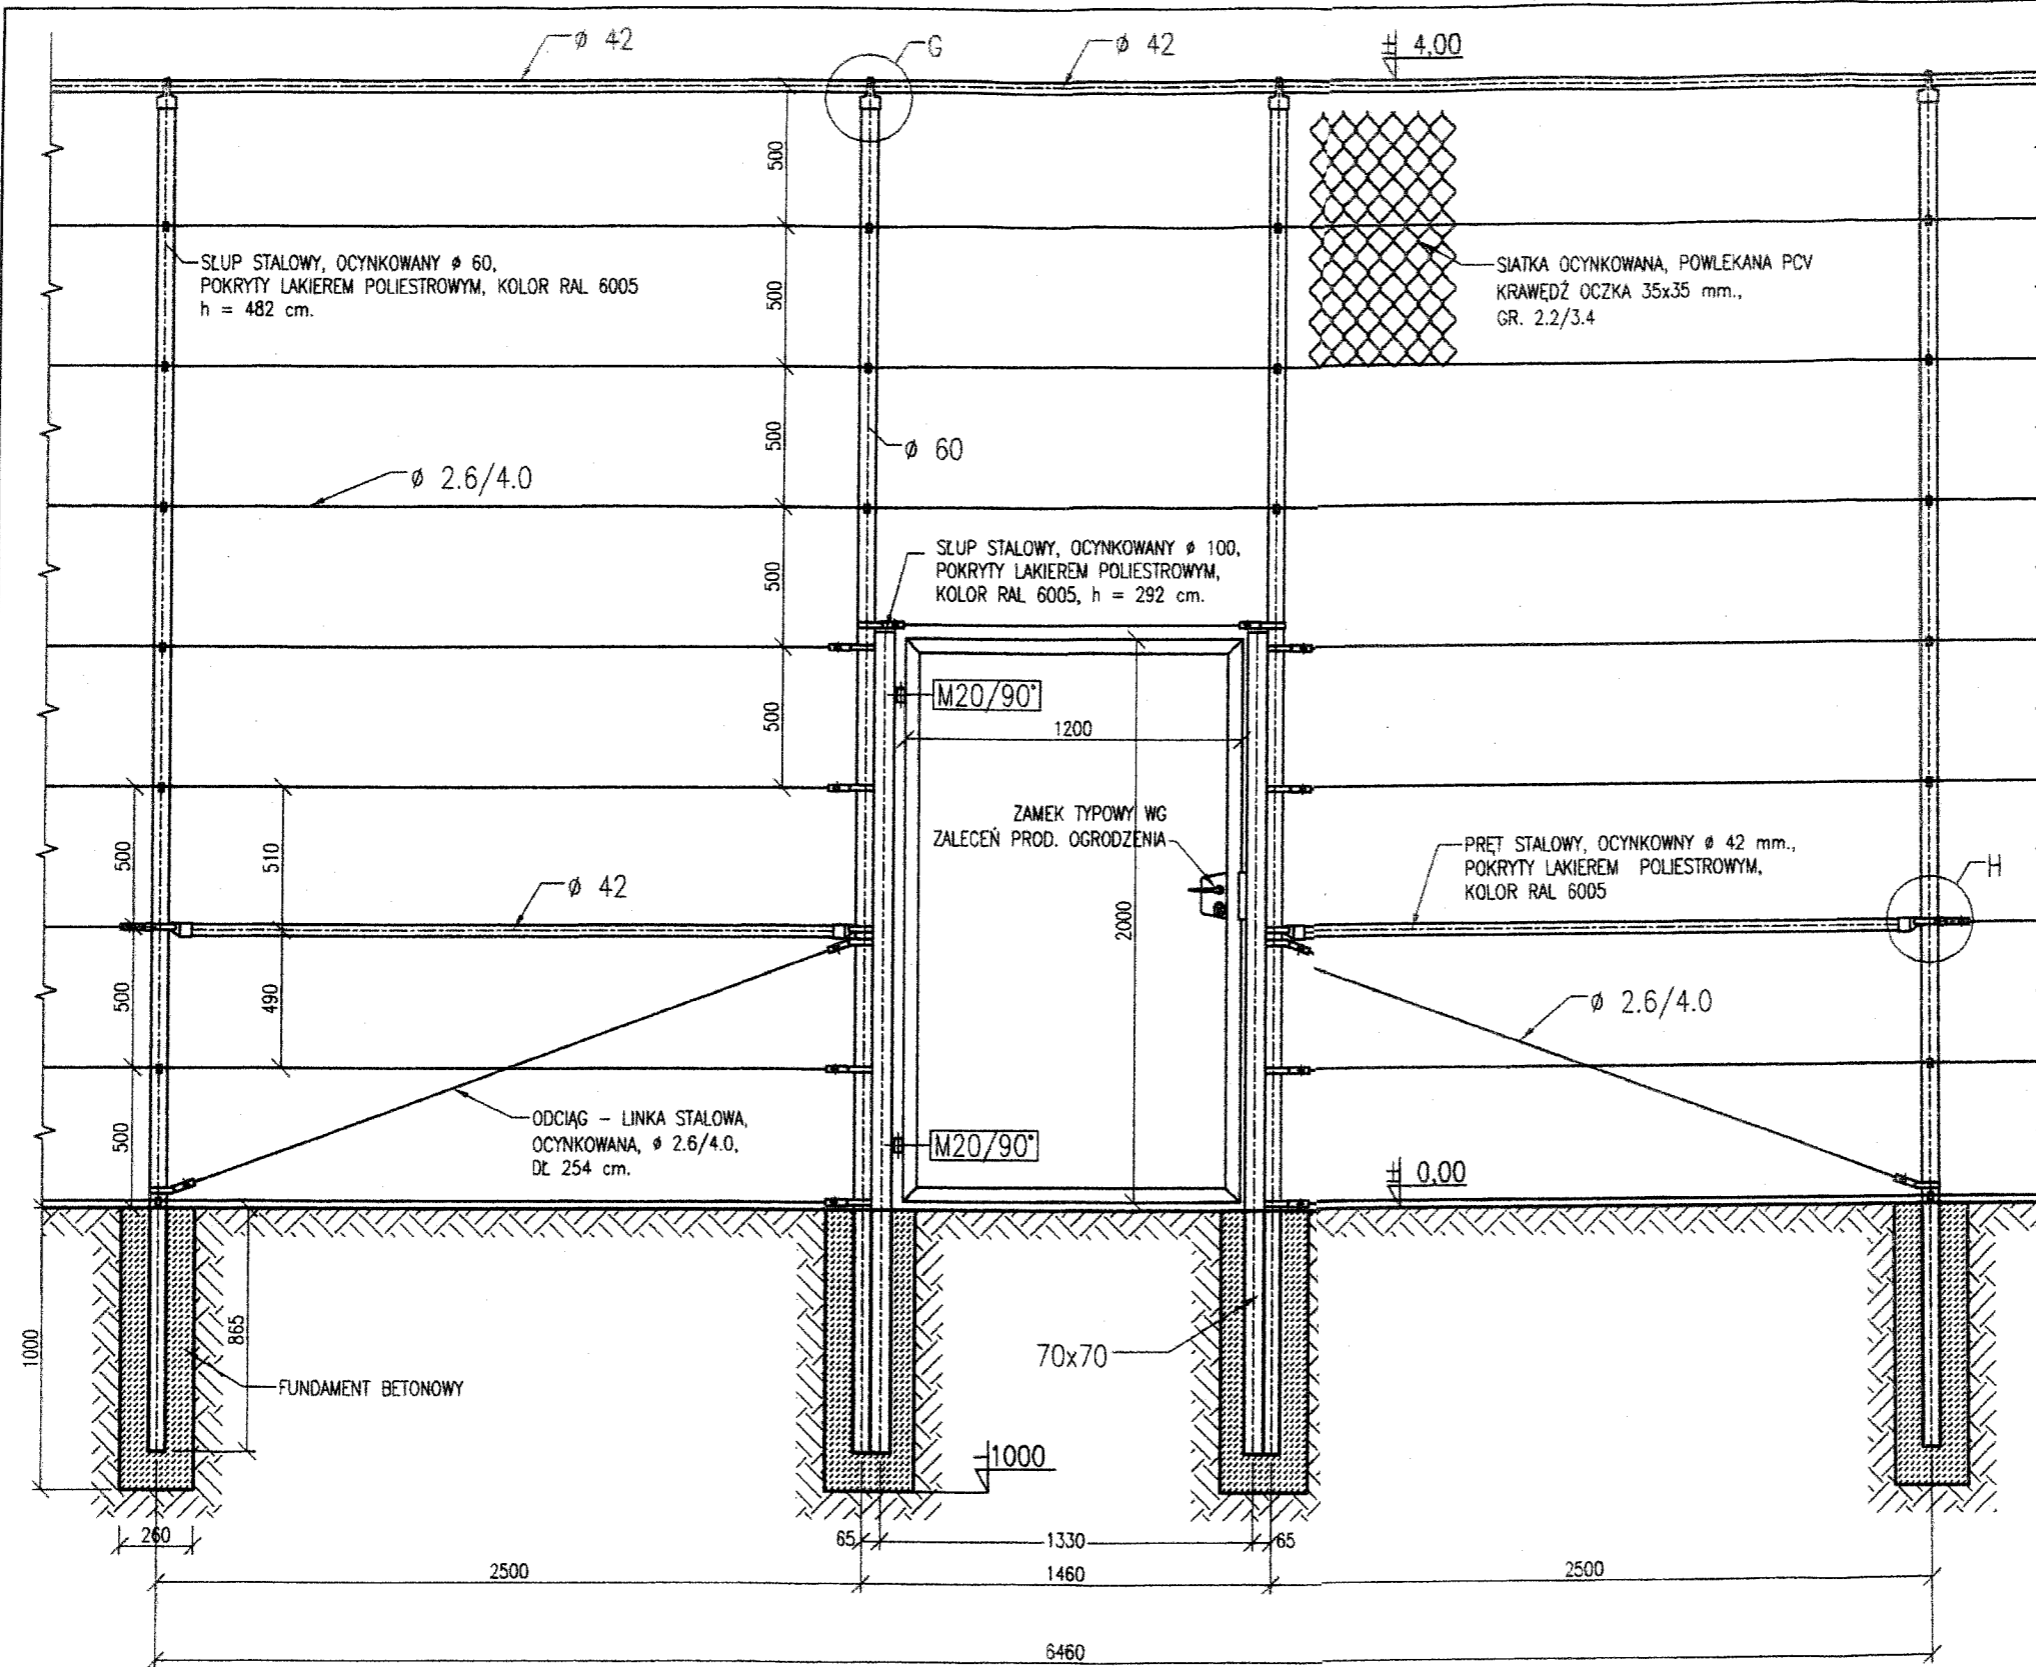 ø 42
G
ø 42
± 4,00
500
SŁUP STALOWY, OCYNKOWANY ø 60,
POKRYTY LAKIEREM POLIESTROWYM, KOLOR RAL 6005
h = 482 cm.
500
SIATKA OCYNKOWANA, POWLEKANA PCV
KRAWĘDŹ OCZKA 35x35 mm.,
GR. 2.2/3.4
500
ø 60
ø 2.6/4.0
500
SŁUP STALOWY, OCYNKOWANY ø 100,
POKRYTY LAKIEREM POLIESTROWYM,
KOLOR RAL 6005, h = 292 cm.
500
M20/90°
1200
ZAMEK TYPOWY WG
ZALECEŃ PROD. OGRODZENIA
2000
500
510
ø 42
PRĘT STALOWY, OCYNKOWNY ø 42 mm.,
POKRYTY LAKIEREM POLIESTROWYM,
KOLOR RAL 6005
H
500
490
ø 2.6/4.0
500
ODCIĄG – LINKA STALOWA,
OCYNKOWANA, ø 2.6/4.0,
DŁ 254 cm.
M20/90°
± 0,00
1000
865
FUNDAMENT BETONOWY
70x70
-1000
260
65
1330
65
2500
1460
2500
6460